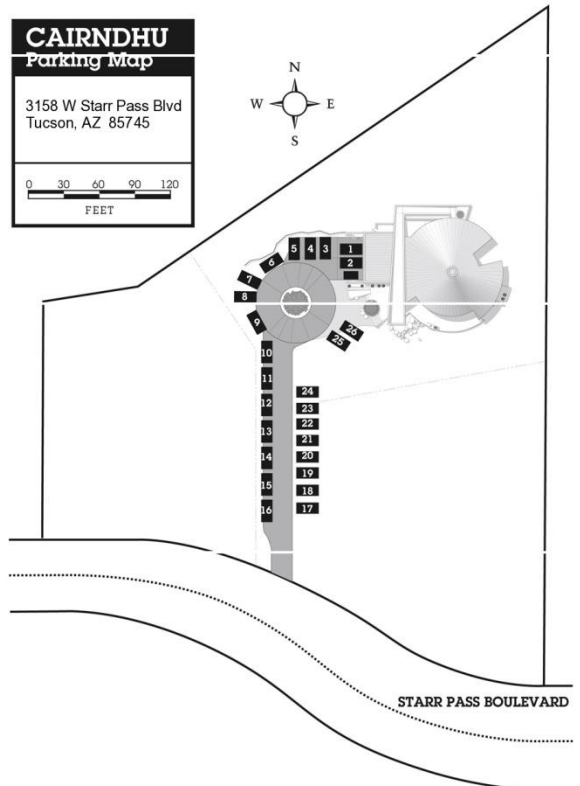 CAIRNDHU
Parking Map
3158 W Starr Pass Blvd
Tucson, AZ 85745
0 30 60 90 120
FEET
N
W E
S
5 4 3 1
2
6
7
8
9
26
25
10
11
12
13
14
15
16
24
23
22
21
20
19
18
17
STARR PASS BOULEVARD